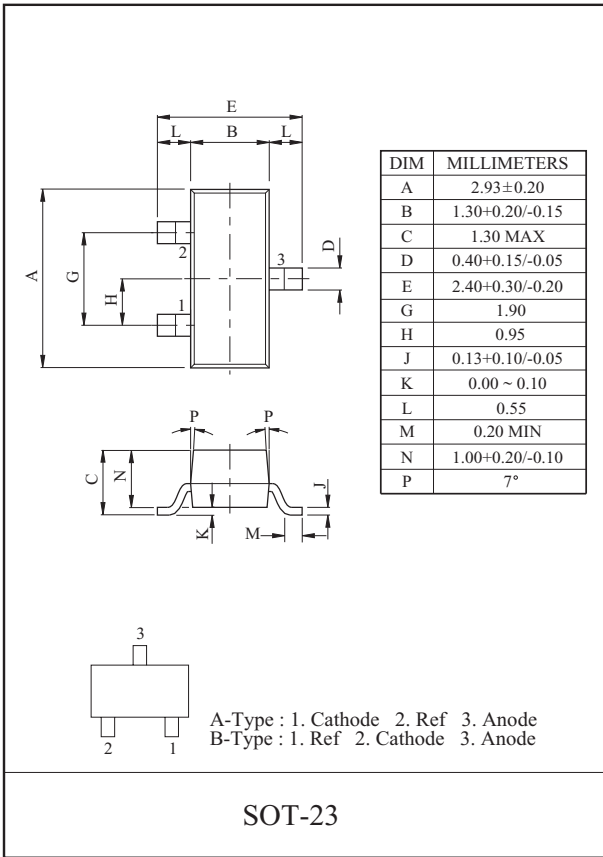 E
L B L
A
G
H
2
1
3
D
DIM MILLIMETERS
A 2.93±0.20
B 1.30+0.20/-0.15
C 1.30 MAX
D 0.40+0.15/-0.05
E 2.40+0.30/-0.20
G 1.90
H 0.95
J 0.13+0.10/-0.05
K 0.00 ~ 0.10
L 0.55
M 0.20 MIN
N 1.00+0.20/-0.10
P 7°
P P
C
N
K
M
J
3
2 1
A-Type : 1. Cathode 2. Ref 3. Anode
B-Type : 1. Ref 2. Cathode 3. Anode
SOT-23